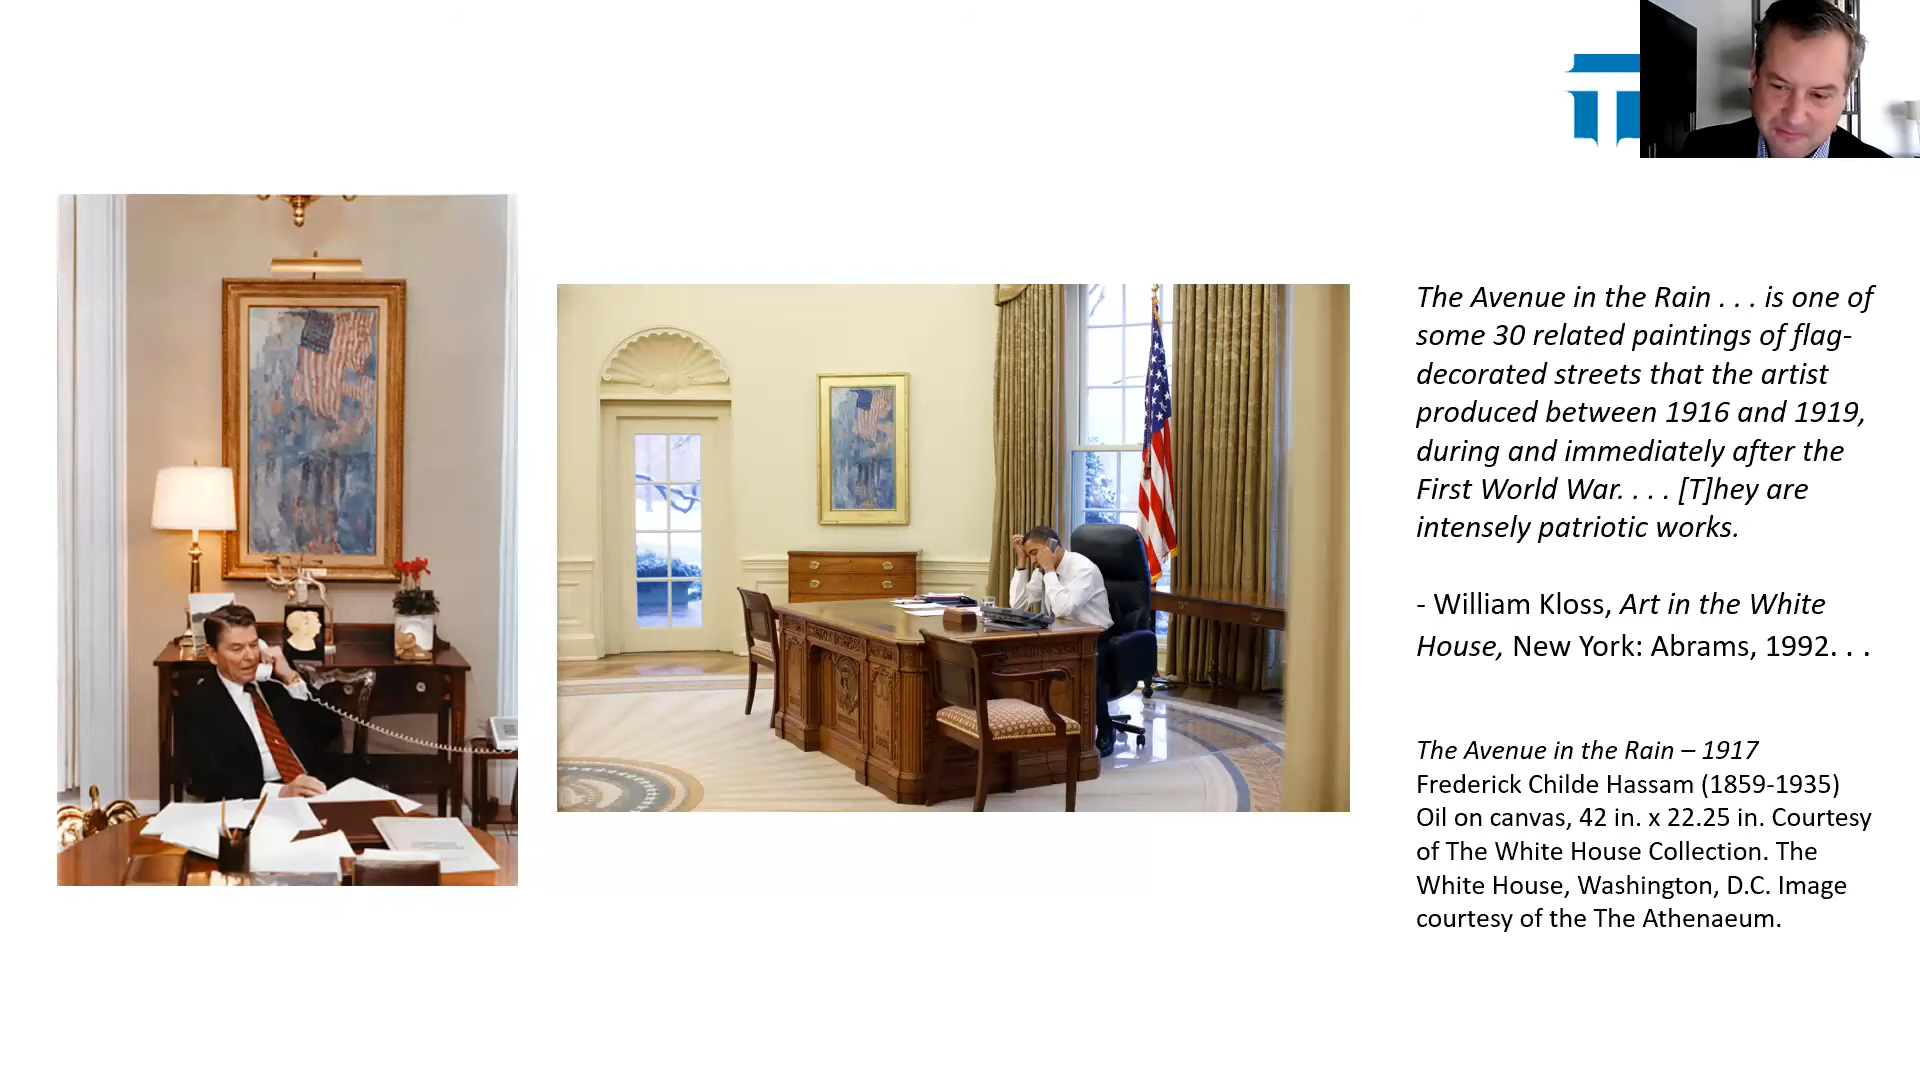 The Avenue in the Rain . . . is one of
some 30 related paintings of flag-
decorated streets that the artist
produced between 1916 and 1919,
during and immediately after the
First World War. . . . [T]hey are
intensely patriotic works.
- William Kloss, Art in the White
House, New York: Abrams, 1992. . .
The Avenue in the Rain – 1917
Frederick Childe Hassam (1859-1935)
Oil on canvas, 42 in. x 22.25 in. Courtesy
of The White House Collection. The
White House, Washington, D.C. Image
courtesy of the The Athenaeum.